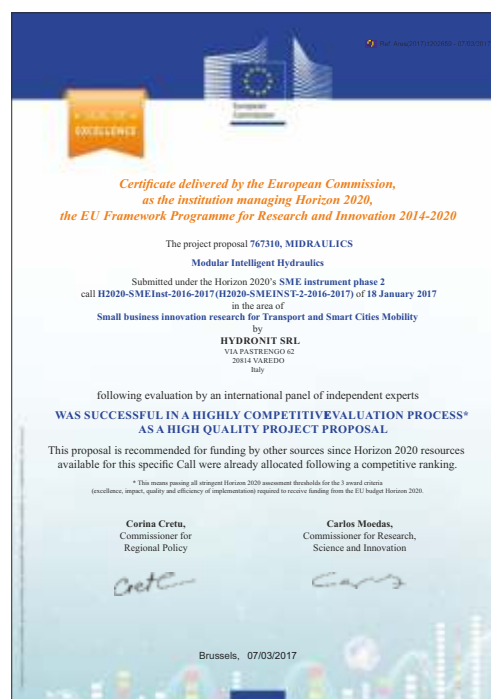 European
Commission
EXCELLENCE
Certificate delivered by the European Commission,
as the institution managing Horizon 2020,
the EU Framework Programme for Research and Innovation 2014-2020
The project proposal 767310, MIDRAULICS
Modular Intelligent Hydraulics
Submitted under the Horizon 2020's SME instrument phase 2
call H2020-SMEInst-2016-2017 (H2020-SMEINST-2-2016-2017) of 18 January 2017
in the area of
Small business innovation research for Transport and Smart Cities Mobility
by
HYDRONIT SRL
VIA PASTRENGO 62
20814 VAREDO
Italy
following evaluation by an international panel of independent experts
WAS SUCCESSFUL IN A HIGHLY COMPETITIVE EVALUATION PROCESS*
AS A HIGH QUALITY PROJECT PROPOSAL
This proposal is recommended for funding by other sources since Horizon 2020 resources
available for this specific Call were already allocated following a competitive ranking.
* This means passing all stringent Horizon 2020 assessment thresholds for the 3 award criteria
(excellence, impact, quality and efficiency of implementation) required to receive funding from the EU budget Horizon 2020.
Corina Cretu,
Commissioner for
Regional Policy
Carlos Moedas,
Commissioner for Research,
Science and Innovation
Brussels, 07/03/2017